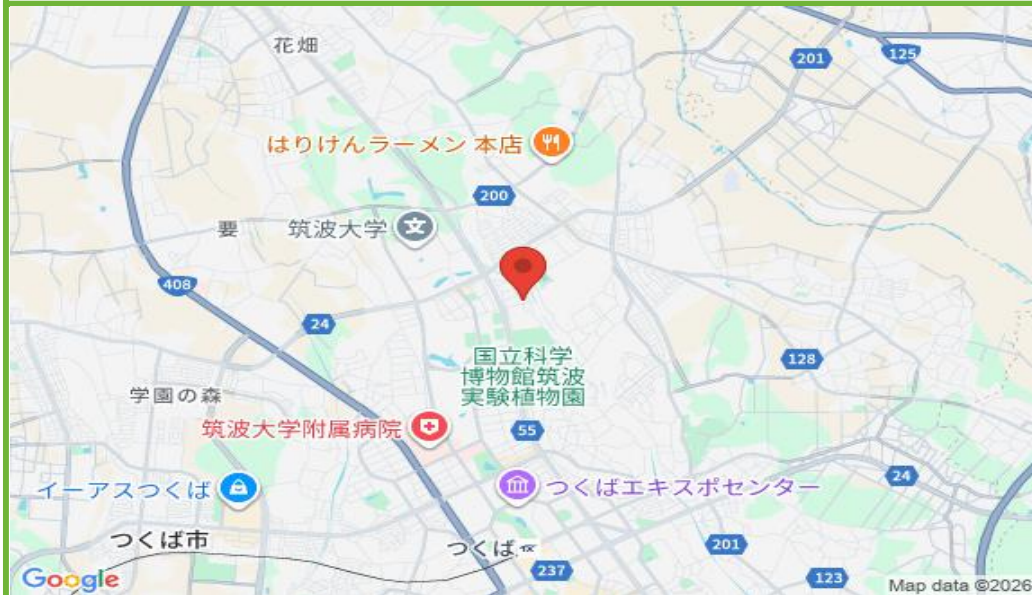 花畑
201
125
はりけんラーメン 本店
200
要
筑波大学
文
408
24
国立科学
博物館筑波
実験植物園
128
学園の森
筑波大学附属病院
55
イーアスつくば
つくばエキスポセンター
24
つくば市
つくば
201
237
123
Google
Map data ©2026